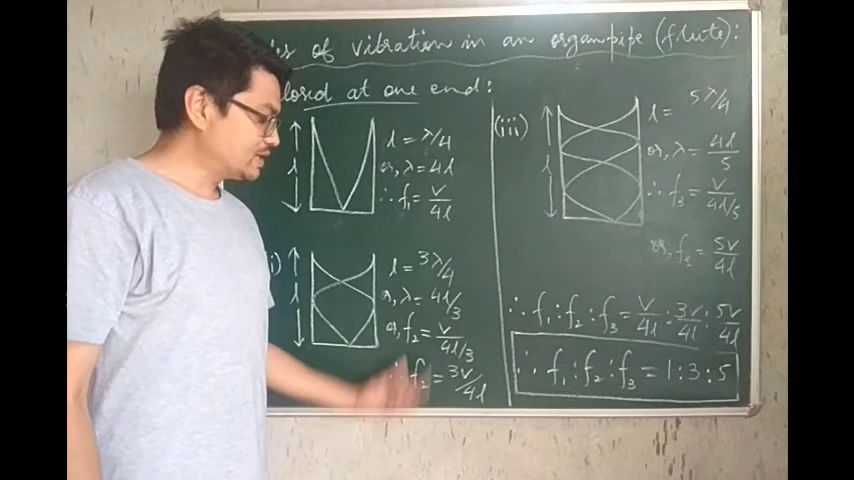 of vibration in an organ pipe (flute):
closed at one end:
l
l = λ/4
or, λ = 4l
∴ f₁ = v/4l
l
l = 3λ/4
or, λ = 4l/3
or, f₂ = v/4l/3
∴ f₂ = 3v/4l
(iii)
l
l = 5λ/4
or, λ = 4l/5
∴ f₃ = v/4l/5
or, f₃ = 5v/4l
∴ f₁ : f₂ : f₃ = v/4l : 3v/4l : 5v/4l
∴ f₁ : f₂ : f₃ = 1 : 3 : 5